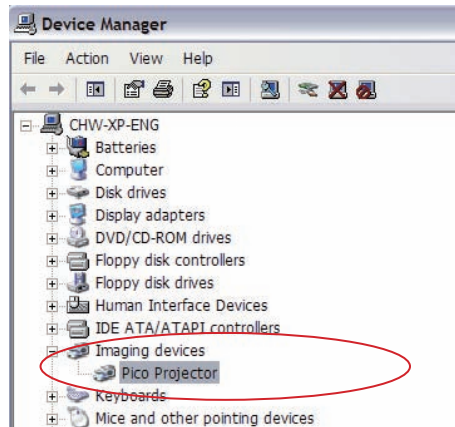 Device Manager
File Action View Help
CHW-XP-ENG
Batteries
Computer
Disk drives
Display adapters
DVD/CD-ROM drives
Floppy disk controllers
Floppy disk drives
Human Interface Devices
IDE ATA/ATAPI controllers
Imaging devices
Pico Projector
Keyboards
Mice and other pointing devices